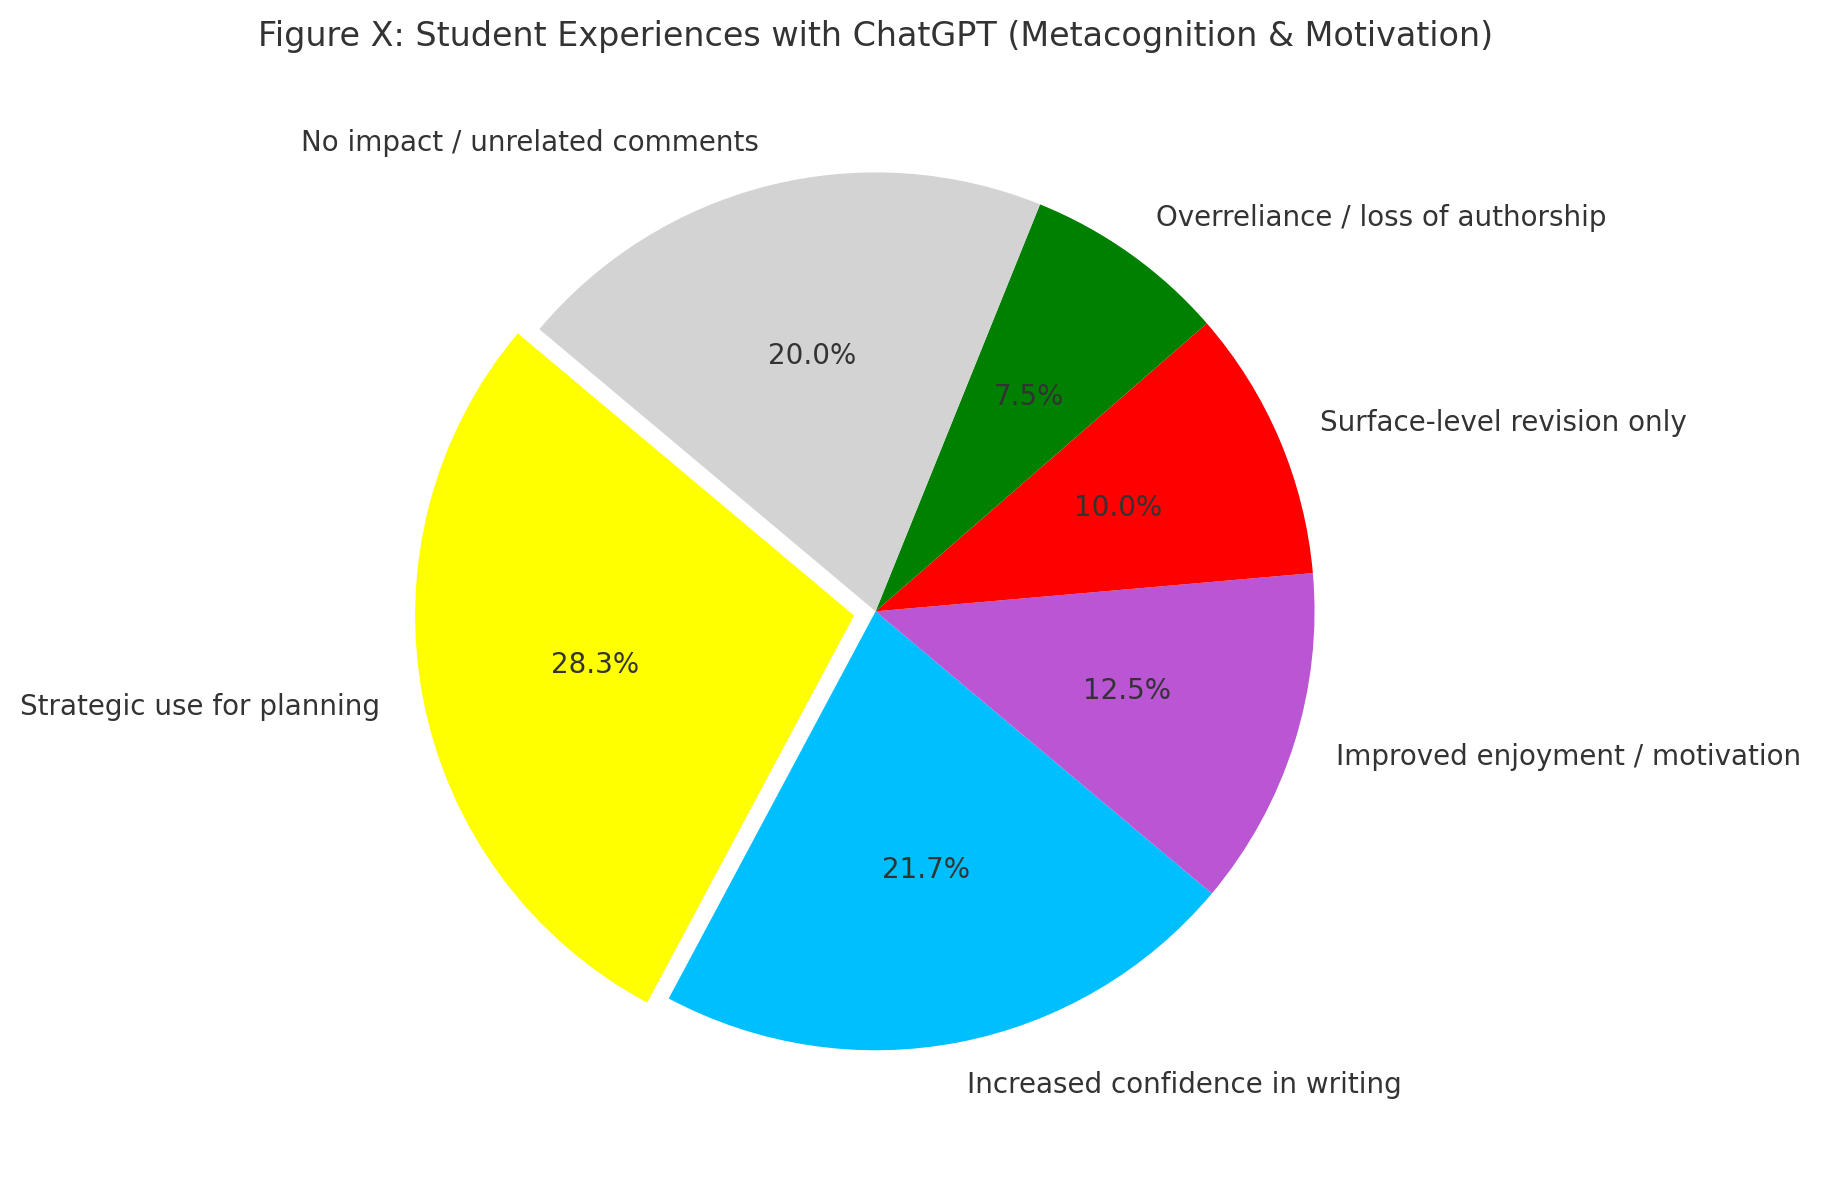 Figure X: Student Experiences with ChatGPT (Metacognition & Motivation)
No impact / unrelated comments
Overreliance / loss of authorship
20.0%
7.5%
Surface-level revision only
10.0%
28.3%
12.5%
Strategic use for planning
Improved enjoyment / motivation
21.7%
Increased confidence in writing